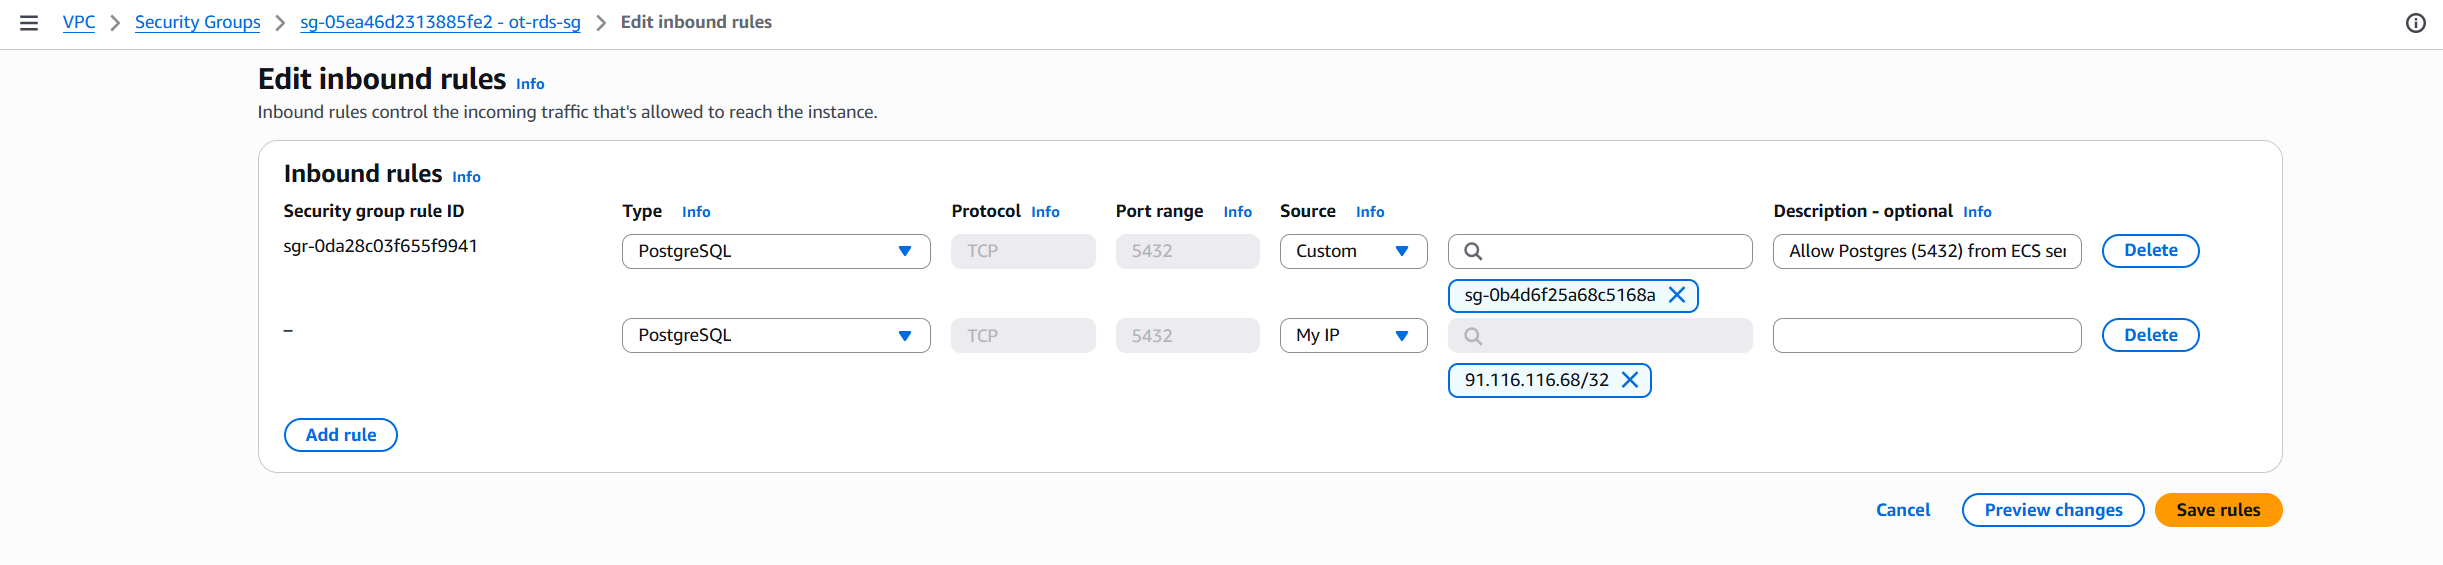 VPC > Security Groups > sg-05ea46d2313885fe2 - ot-rds-sg > Edit inbound rules
Edit inbound rules Info
Inbound rules control the incoming traffic that's allowed to reach the instance.
Inbound rules Info
Security group rule ID Type Info Protocol Info Port range Info Source Info Description - optional Info
sgr-0da28c03f655f9941 PostgreSQL TCP 5432 Custom Allow Postgres (5432) from ECS ser Delete
sg-0b4d6f25a68c5168a
– PostgreSQL TCP 5432 My IP Delete
91.116.116.68/32
Add rule
Cancel Preview changes Save rules